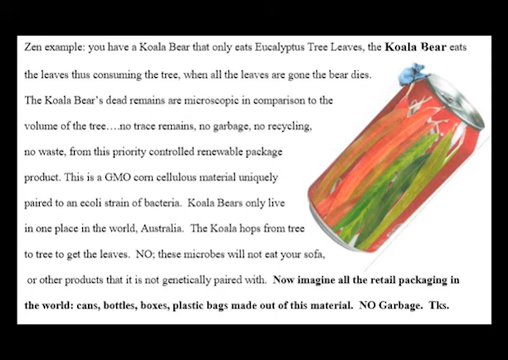 Zen example: you have a Koala Bear that only eats Eucalyptus Tree Leaves, the Koala Bear eats
the leaves thus consuming the tree, when all the leaves are gone the bear dies.
The Koala Bear's dead remains are microscopic in comparison to the
volume of the tree….no trace remains, no garbage, no recycling,
no waste, from this priority controlled renewable package
product. This is a GMO corn cellulous material uniquely
paired to an ecoli strain of bacteria.  Koala Bears only live
in one place in the world, Australia.  The Koala hops from tree
to tree to get the leaves.  NO; these microbes will not eat your sofa,
or other products that it is not genetically paired with.  Now imagine all the retail packaging in
the world: cans, bottles, boxes, plastic bags made out of this material.  NO Garbage.  Tks.